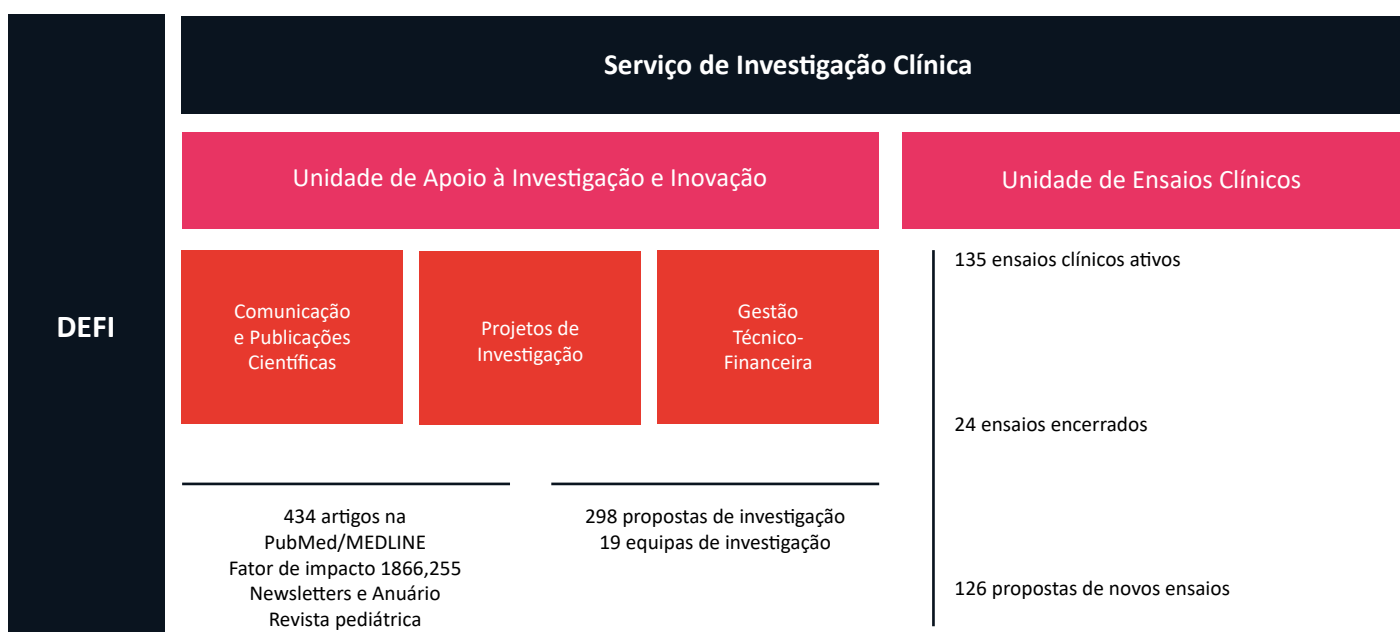 DEFI
Serviço de Investigação Clínica
Unidade de Apoio à Investigação e Inovação
Unidade de Ensaios Clínicos
Comunicação
e Publicações
Científicas
Projetos de
Investigação
Gestão
Técnico-
Financeira
434 artigos na
PubMed/MEDLINE
Fator de impacto 1866,255
Newsletters e Anuário
Revista pediátrica
298 propostas de investigação
19 equipas de investigação
135 ensaios clínicos ativos
24 ensaios encerrados
126 propostas de novos ensaios